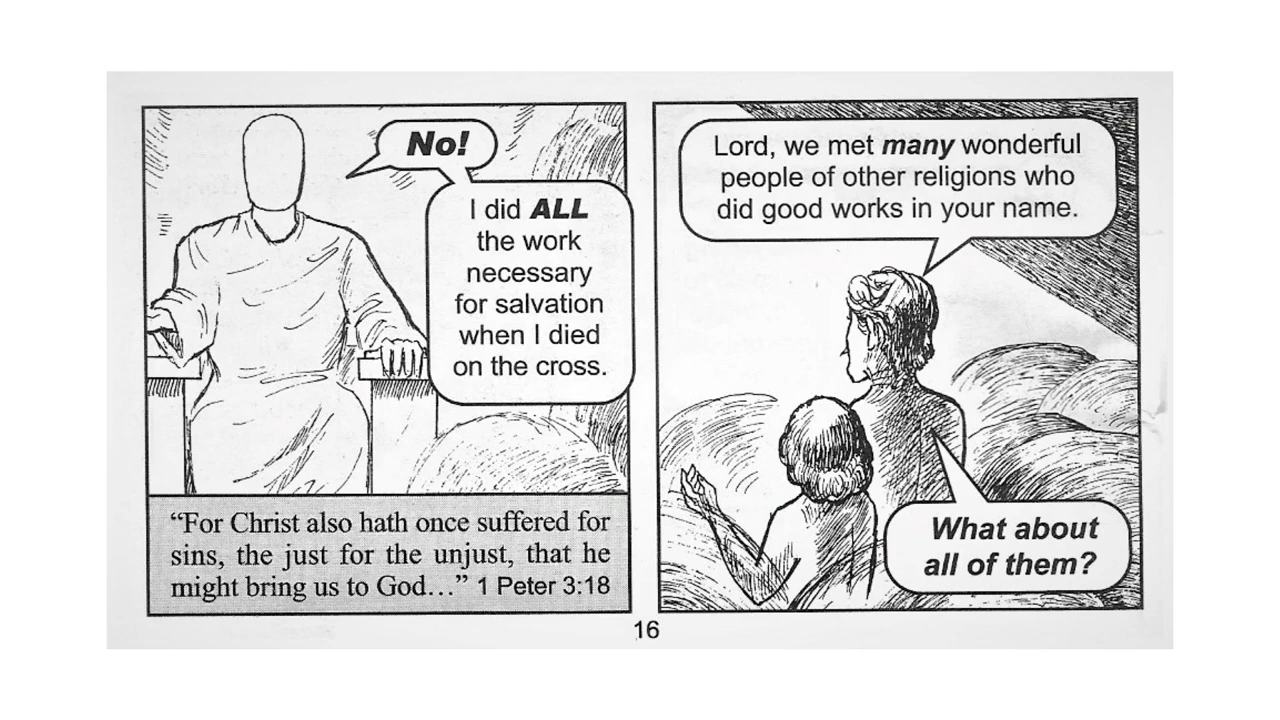 No!
I did ALL
the work
necessary
for salvation
when I died
on the cross.
“For Christ also hath once suffered for
sins, the just for the unjust, that he
might bring us to God…” 1 Peter 3:18
Lord, we met many wonderful
people of other religions who
did good works in your name.
What about
all of them?
16